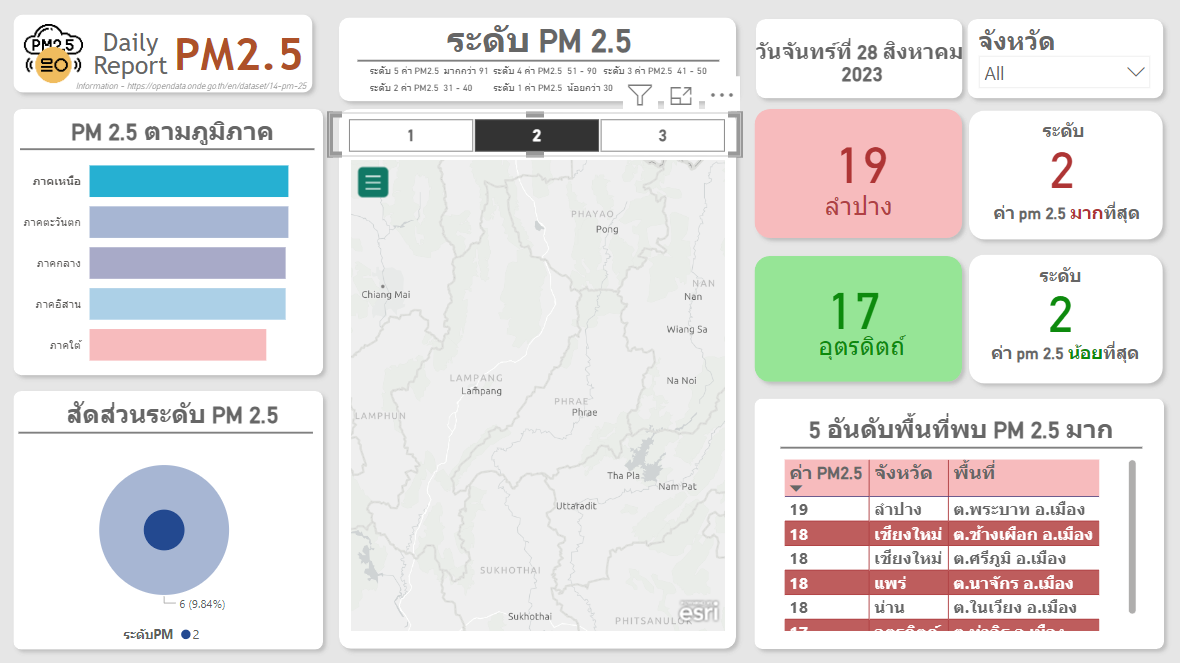 PM2.5
Daily
Report
PM2.5
Information - https://opendata.onde.go.th/en/dataset/14-pm-25
PM 2.5 ตามภูมิภาค
ภาคเหนือ
ภาคตะวันตก
ภาคกลาง
ภาคอีสาน
ภาคใต้
สัดส่วนระดับ PM 2.5
6 (9.84%)
ระดับPM 2
ระดับ PM 2.5
ระดับ 5 ค่า PM2.5 มากกว่า 91 ระดับ 4 ค่า PM2.5 51 - 90 ระดับ 3 ค่า PM2.5 41 - 50
ระดับ 2 ค่า PM2.5 31 - 40 ระดับ 1 ค่า PM2.5 น้อยกว่า 30
1 2 3
PHAYAO
Pong
Chiang Mai
NAN
Nan
Wiang Sa
LAMPANG
Lampang
Na Noi
PHRAE
Phrae
LAMPHUN
Tha Pla
Nam Pat
Uttaradit
SUKHOTHAI
Sukhothai
PHITSANULOK
esri
วันจันทร์ที่ 28 สิงหาคม
2023
จังหวัด
All
19
ลำปาง
ระดับ
2
ค่า pm 2.5 มากที่สุด
17
อุตรดิตถ์
ระดับ
2
ค่า pm 2.5 น้อยที่สุด
5 อันดับพื้นที่พบ PM 2.5 มาก
ค่า PM2.5 จังหวัด พื้นที่
19 ลำปาง ต.พระบาท อ.เมือง
18 เชียงใหม่ ต.ช้างเผือก อ.เมือง
18 เชียงใหม่ ต.ศรีภูมิ อ.เมือง
18 แพร่ ต.นาจักร อ.เมือง
18 น่าน ต.ในเวียง อ.เมือง